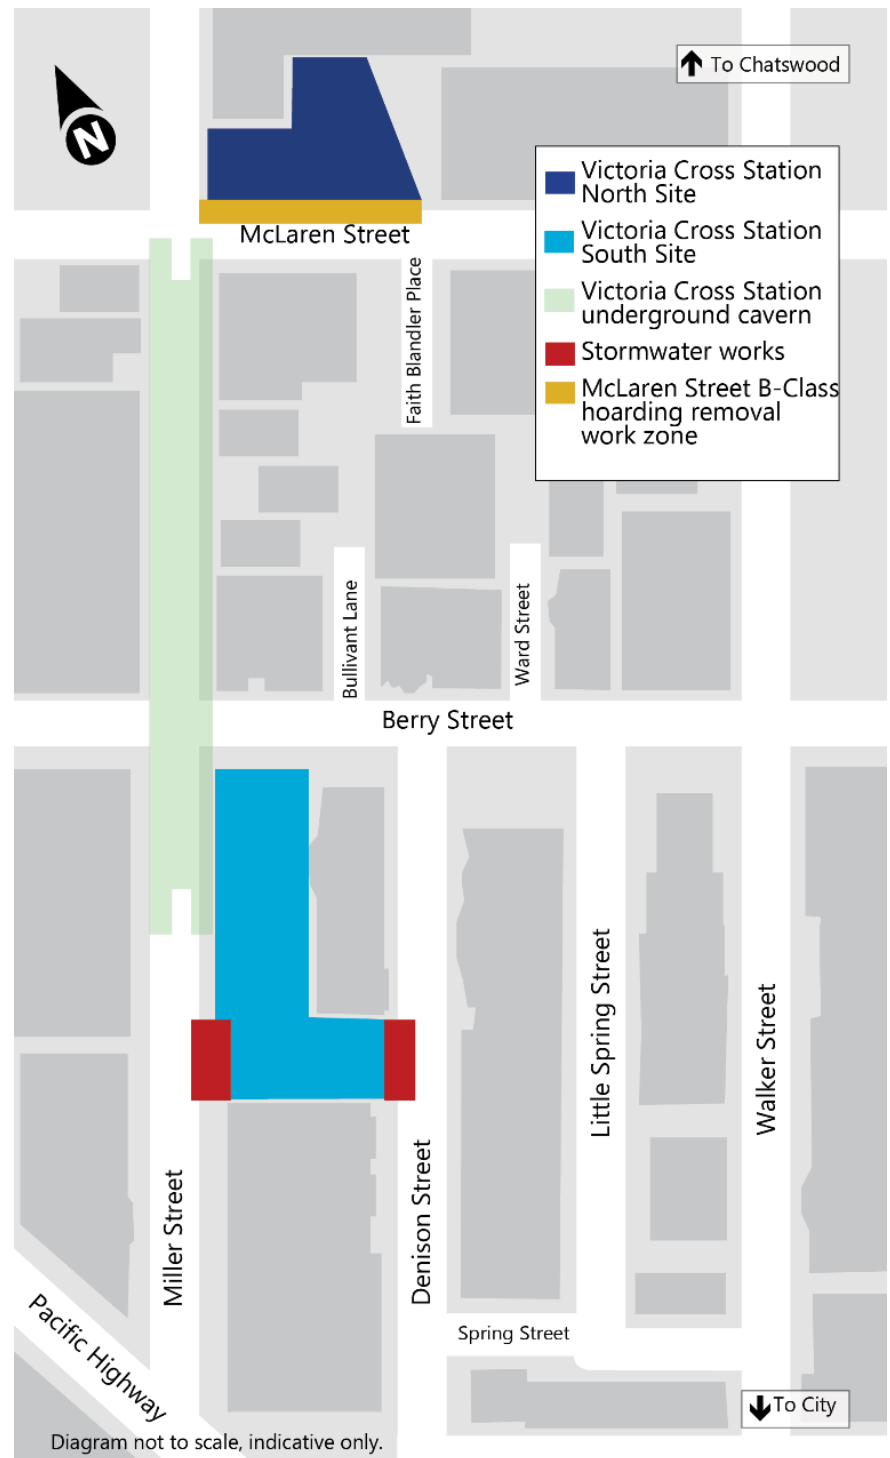 To Chatswood
N
Victoria Cross Station
North Site
Victoria Cross Station
South Site
Victoria Cross Station
underground cavern
Stormwater works
McLaren Street B-Class
hoarding removal
work zone
McLaren Street
Faith Blandler Place
Bullivant Lane
Ward Street
Berry Street
Little Spring Street
Walker Street
Miller Street
Denison Street
Pacific Highway
Spring Street
To City
Diagram not to scale, indicative only.